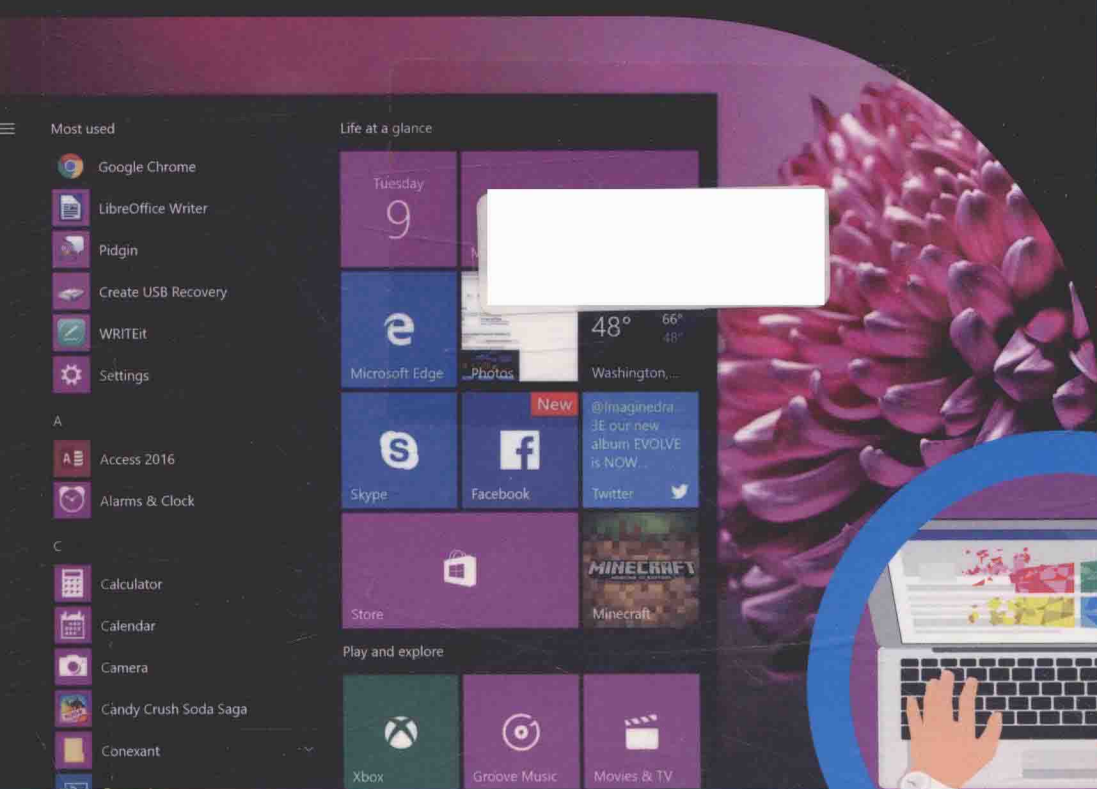 Most used
Google Chrome
LibreOffice Writer
Pidgin
Create USB Recovery
WRITEit
Settings
A
Access 2016
Alarms & Clock
C
Calculator
Calendar
Camera
Candy Crush Soda Saga
Conexant
Life at a glance
Tuesday
9
Microsoft Edge
Photos
48°
66°
48°
Washington,...
Skype
New
Facebook
@Imaginedra...
our new
album EVOLVE
is NOW...
Twitter
Store
MINECRAFT
Minecraft
Play and explore
Xbox
Groove Music
Movies & TV